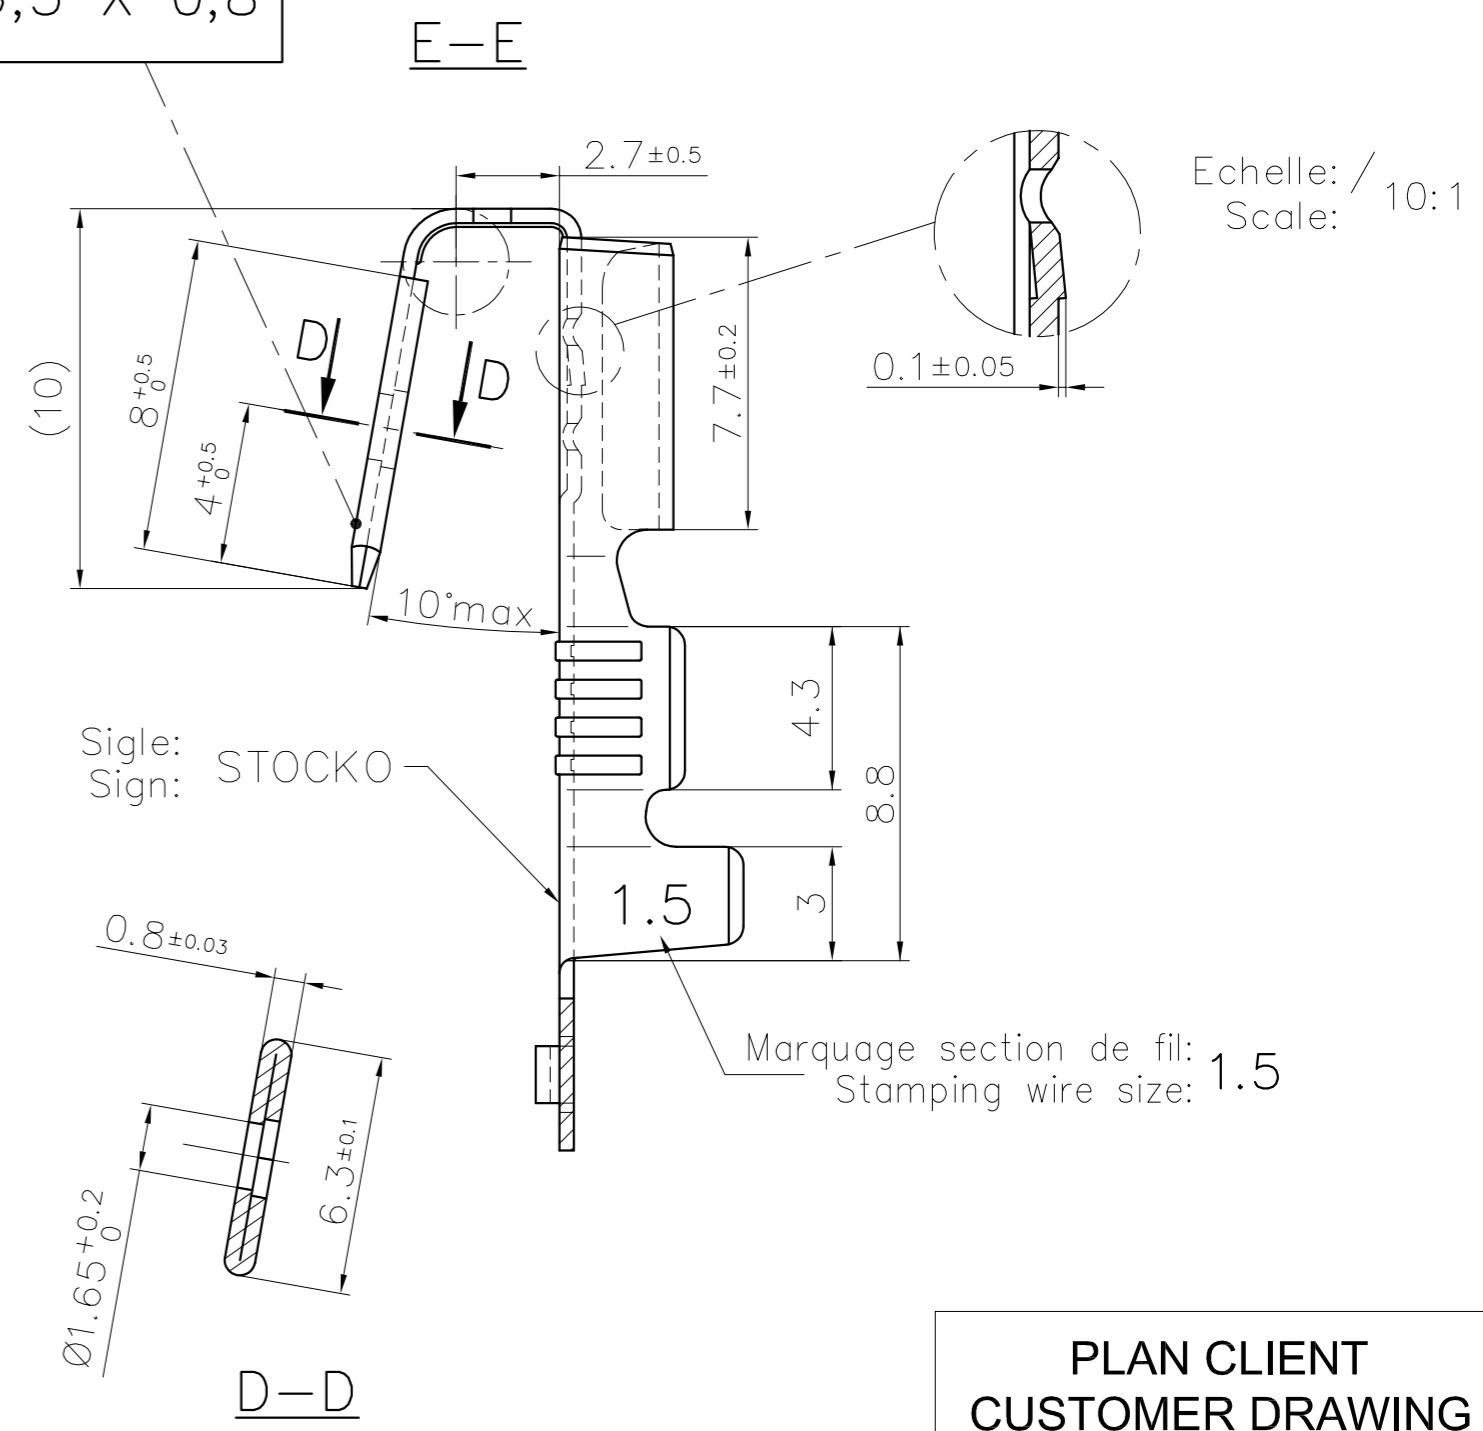 X 0,8
E-E
2.7±0.5
Echelle: / 10:1
Scale:
0.1±0.05
(10)
8+0.5 0
4+0.5 0
D
D
7.7±0.2
10°max
4.3
8.8
3
Sigle:
Sign: STOCKO
1.5
0.8±0.03
Marquage section de fil: 1.5
Stamping wire size:
6.3±0.1
Ø1.65+0.2 0
D-D
PLAN CLIENT
CUSTOMER DRAWING